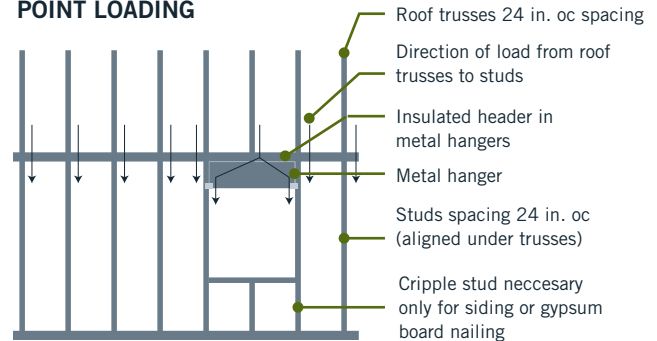 POINT LOADING
Roof trusses 24 in. oc spacing
Direction of load from roof
trusses to studs
Insulated header in
metal hangers
Metal hanger
Studs spacing 24 in. oc
(aligned under trusses)
Cripple stud neccesary
only for siding or gypsum
board nailing